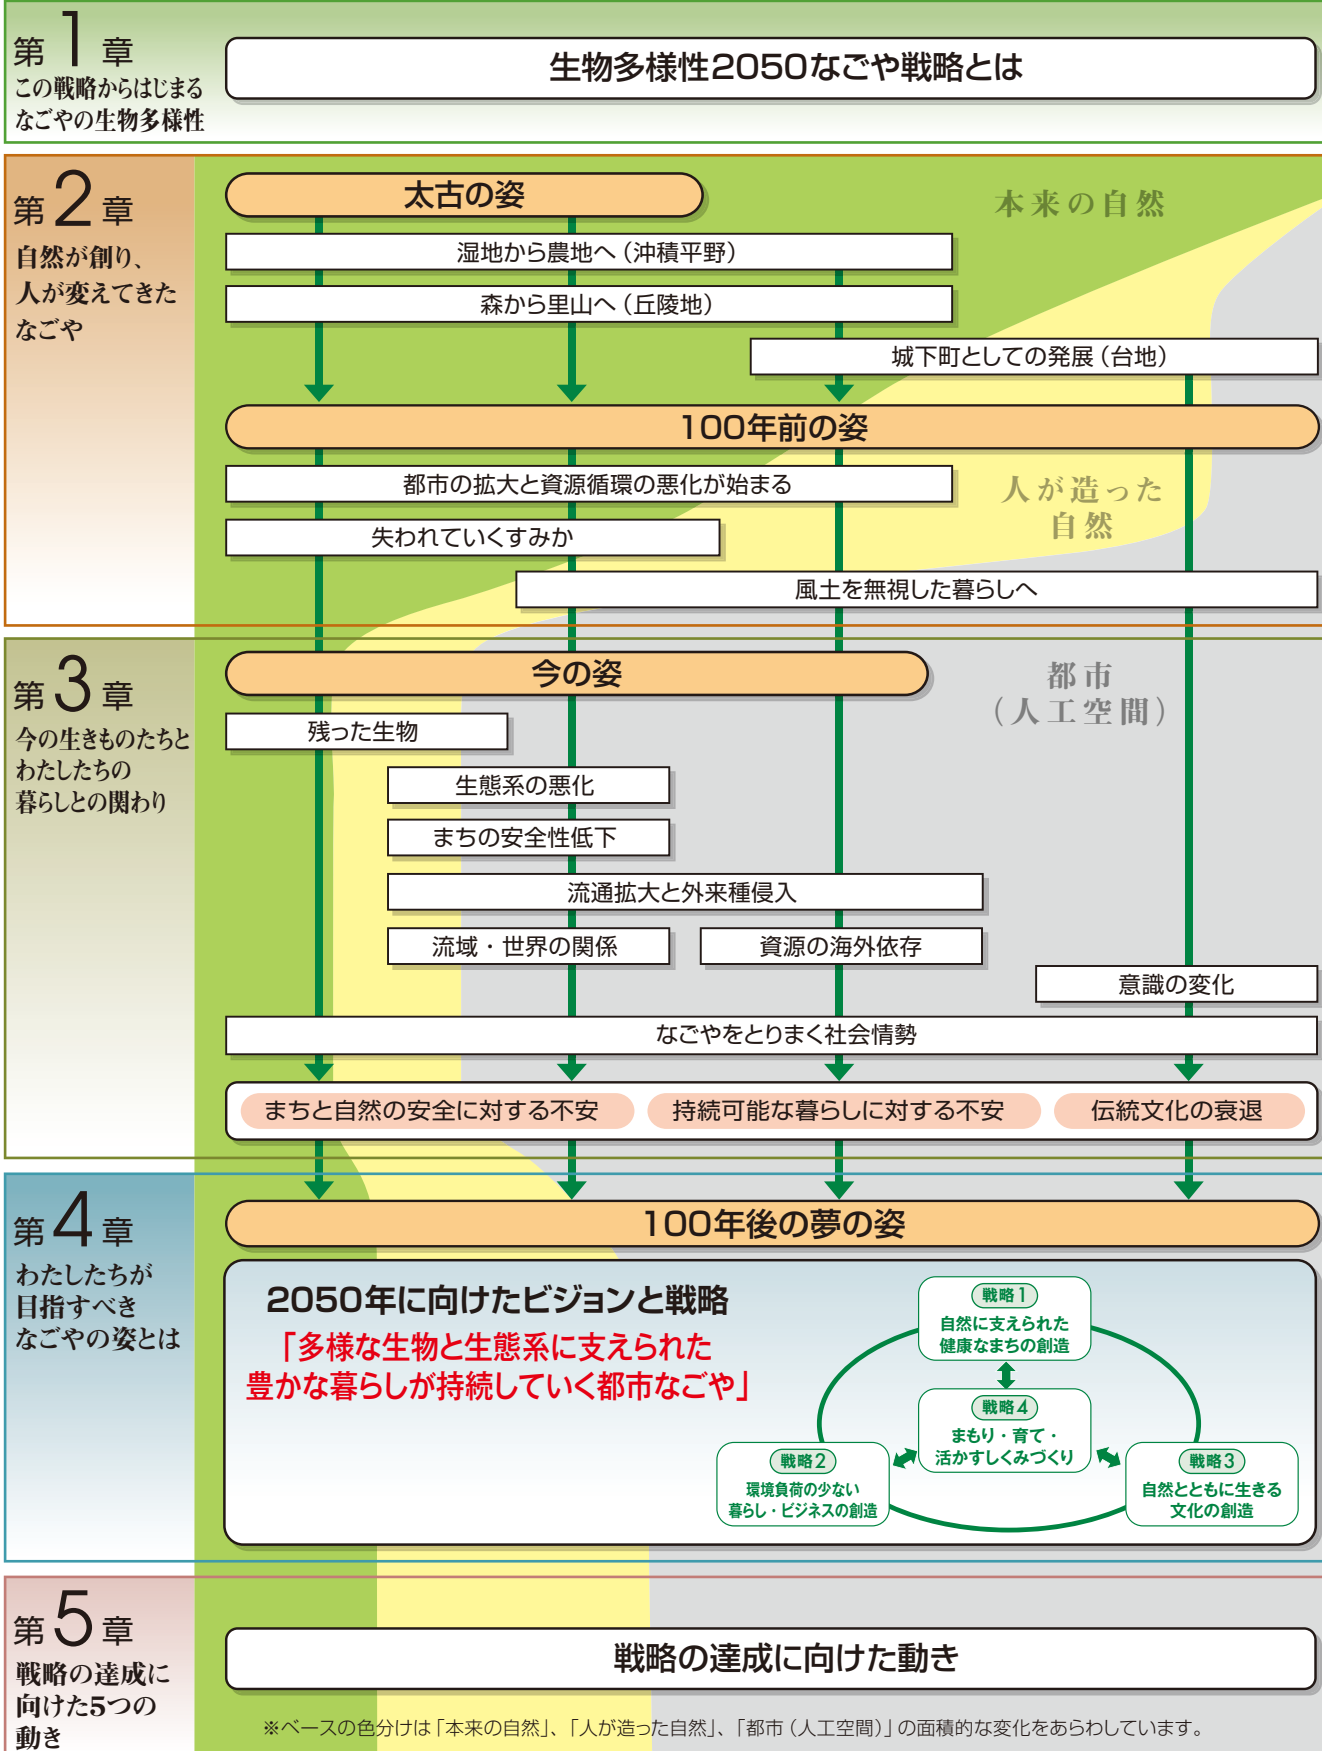 第1章
この戦略からはじまる
なごやの生物多様性
生物多様性2050なごや戦略とは
第2章
自然が創り、
人が変えてきた
なごや
太古の姿
本来の自然
湿地から農地へ（沖積平野）
森から里山へ（丘陵地）
城下町としての発展（台地）
100年前の姿
都市の拡大と資源循環の悪化が始まる
人が造った
自然
失われていくすみか
風土を無視した暮らしへ
第3章
今の生きものたちと
わたしたちの
暮らしとの関わり
今の姿
都市
（人工空間）
残った生物
生態系の悪化
まちの安全性低下
流通拡大と外来種侵入
流域・世界の関係
資源の海外依存
意識の変化
なごやをとりまく社会情勢
まちと自然の安全に対する不安
持続可能な暮らしに対する不安
伝統文化の衰退
第4章
わたしたちが
目指すべき
なごやの姿とは
100年後の夢の姿
2050年に向けたビジョンと戦略
「多様な生物と生態系に支えられた
豊かな暮らしが持続していく都市なごや」
戦略1
自然に支えられた
健康なまちの創造
戦略4
まもり・育て・
活かすしくみづくり
戦略2
環境負荷の少ない
暮らし・ビジネスの創造
戦略3
自然とともに生きる
文化の創造
第5章
戦略の達成に
向けた5つの
動き
戦略の達成に向けた動き
※ベースの色分けは「本来の自然」、「人が造った自然」、「都市（人工空間）」の面積的な変化をあらわしています。